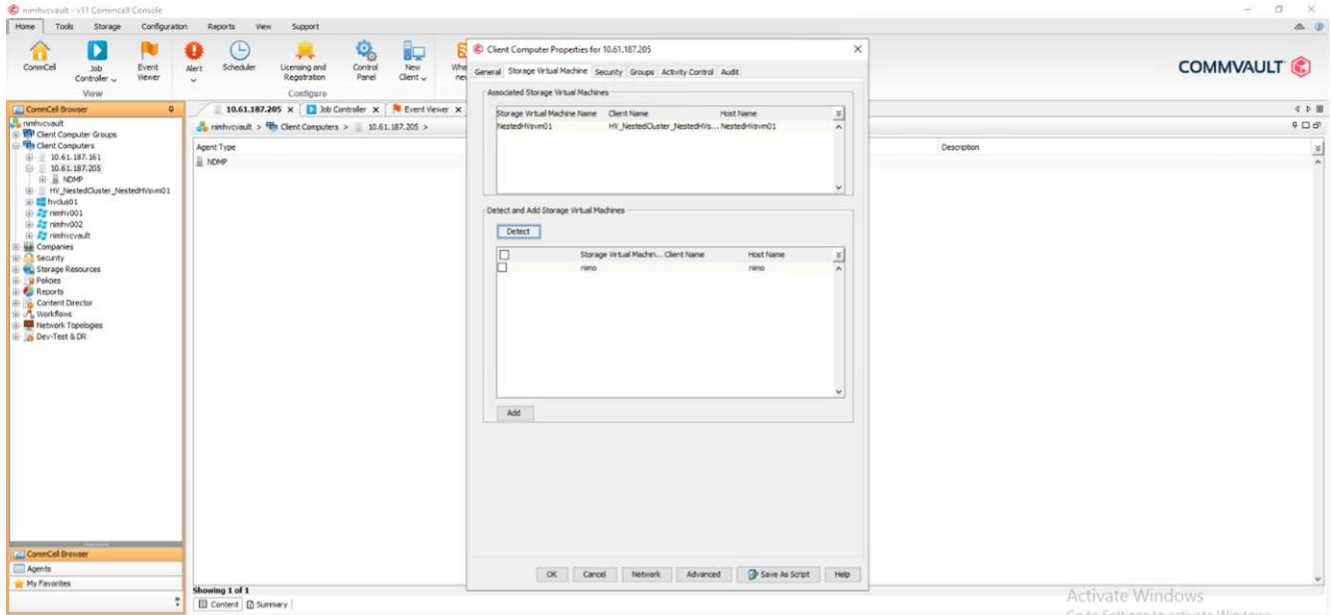 nimhvcvault - v11 Commcell Console
Home Tools Storage Configuration Reports View Support
CommCell Job Controller Event Viewer Alert Scheduler Licensing and Registration Control Panel New Client
View Configure
COMMVAULT
CommCell Browser
nimhvcvault
Client Computer Groups
Client Computers
10.61.187.161
10.61.187.205
NDMP
HV_NestedCluster_NestedHVsvm01
hvclus01
nimhv001
nimhv002
nimhvcvault
Companies
Security
Storage Resources
Policies
Reports
Content Director
Workflows
Network Topologies
Dev-Test & DR
CommCell Browser
Agents
My Favorites
10.61.187.205 Job Controller Event Viewer
nimhvcvault > Client Computers > 10.61.187.205 >
Agent Type
NDMP
Description
Showing 1 of 1
Content Summary
Client Computer Properties for 10.61.187.205
General Storage Virtual Machine Security Groups Activity Control Audit
Associated Storage Virtual Machines
Storage Virtual Machine Name Client Name Host Name
NestedHVsvm01 HV_NestedCluster_NestedHVs... NestedHVsvm01
Detect and Add Storage Virtual Machines
Detect
Storage Virtual Machin... Client Name Host Name
nimo nimo
Add
OK Cancel Network Advanced Save As Script Help
Activate Windows